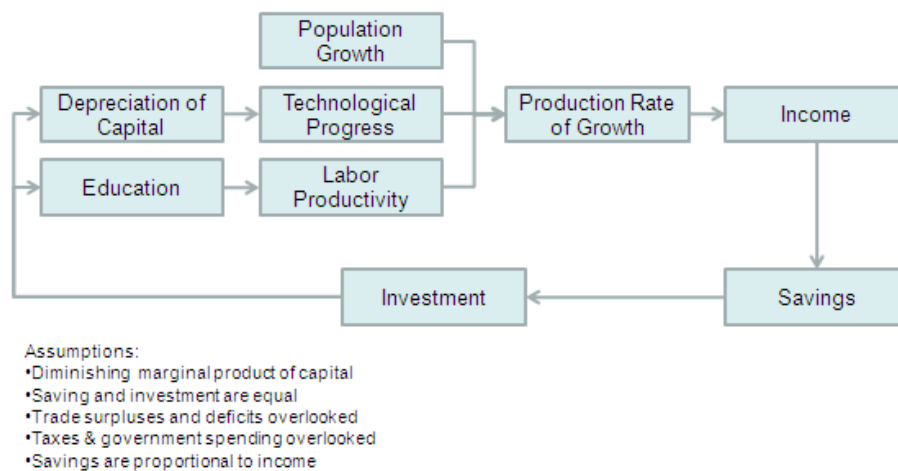 Population
Growth
Depreciation of
Capital
Technological
Progress
Production Rate
of Growth
Income
Education
Labor
Productivity
Investment
Savings
Assumptions:
•Diminishing marginal product of capital
•Saving and investment are equal
•Trade surpluses and deficits overlooked
•Taxes & government spending overlooked
•Savings are proportional to income